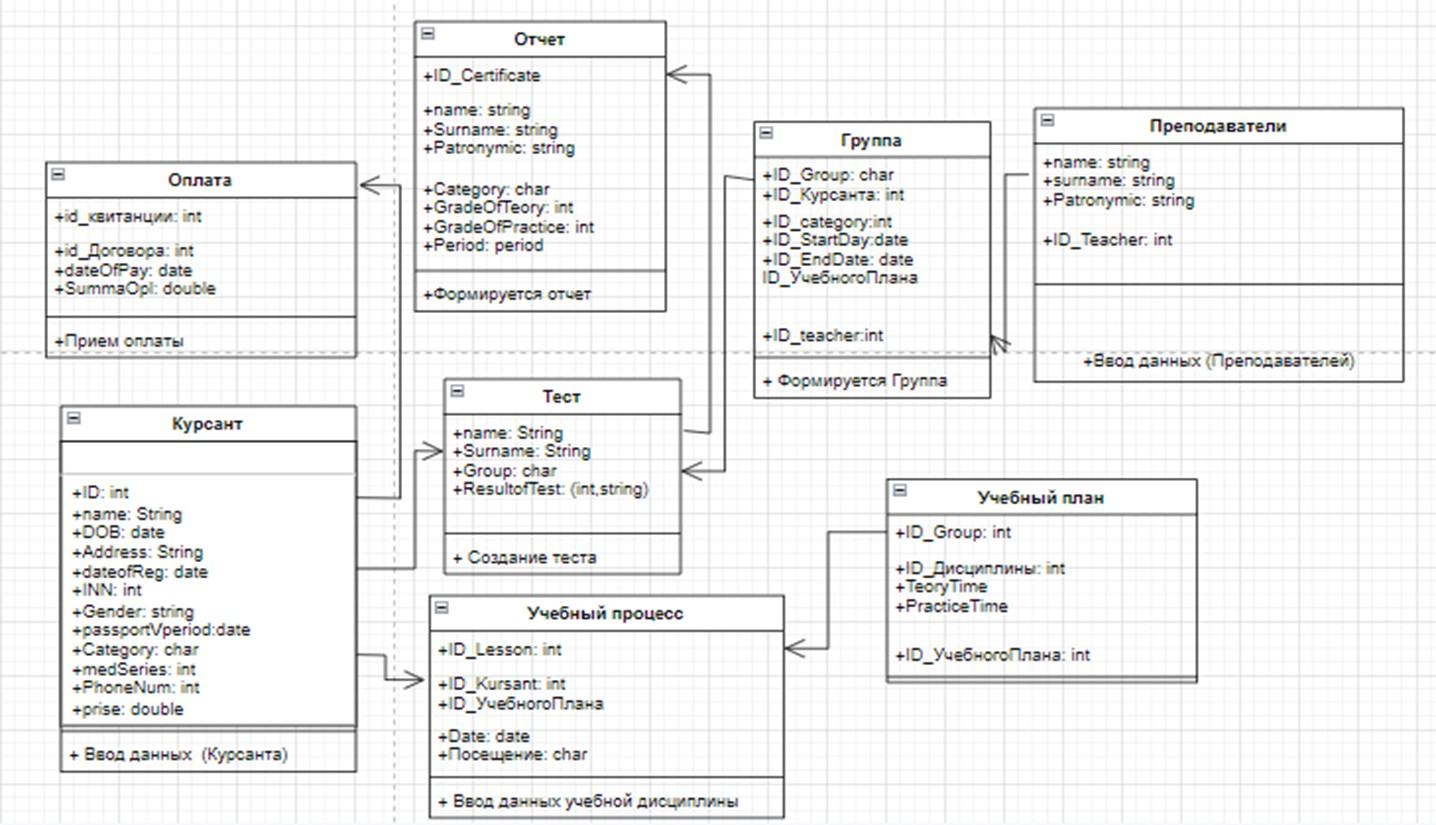 Отчет
+ID_Certificate
+name: string
+Surname: string
+Patronymic: string
+Category: char
+GradeOfTeory: int
+GradeOfPractice: int
+Period: period
+Формируется отчет
Группа
+ID_Group: char
+ID_Курсанта: int
+ID_category:int
+ID_StartDay:date
+ID_EndDate: date
ID_УчебногоПлана
+ID_teacher:int
+ Формируется Группа
Преподаватели
+name: string
+surname: string
+Patronymic: string
+ID_Teacher: int
+Ввод данных (Преподавателей)
Оплата
+id_квитанции: int
+id_Договора: int
+dateOfPay: date
+SummaOpl: double
+Прием оплаты
Курсант
+ID: int
+name: String
+DOB: date
+Address: String
+dateofReg: date
+INN: int
+Gender: string
+passportVperiod:date
+Category: char
+medSeries: int
+PhoneNum: int
+prise: double
+ Ввод данных (Курсанта)
Тест
+name: String
+Surname: String
+Group: char
+ResultofTest: (int,string)
+ Создание теста
Учебный процесс
+ID_Lesson: int
+ID_Kursant: int
+ID_УчебногоПлана
+Date: date
+Посещение: char
+ Ввод данных учебной дисциплины
Учебный план
+ID_Group: int
+ID_Дисциплины: int
+TeoryTime
+PracticeTime
+ID_УчебногоПлана: int